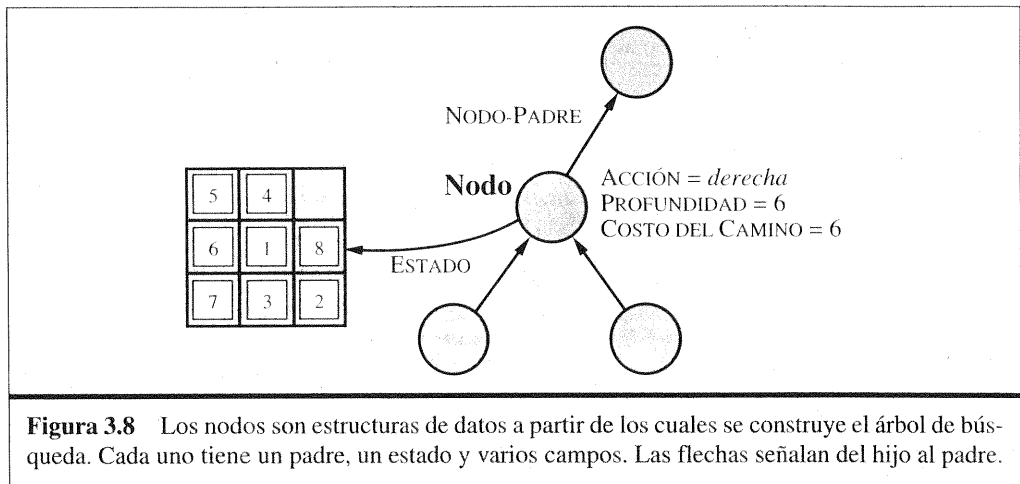 NODO-PADRE
Nodo
ACCIÓN = derecha
PROFUNDIDAD = 6
COSTO DEL CAMINO = 6
5 4
6 1 8
7 3 2
ESTADO
Figura 3.8 Los nodos son estructuras de datos a partir de los cuales se construye el árbol de bús-
queda. Cada uno tiene un padre, un estado y varios campos. Las flechas señalan del hijo al padre.